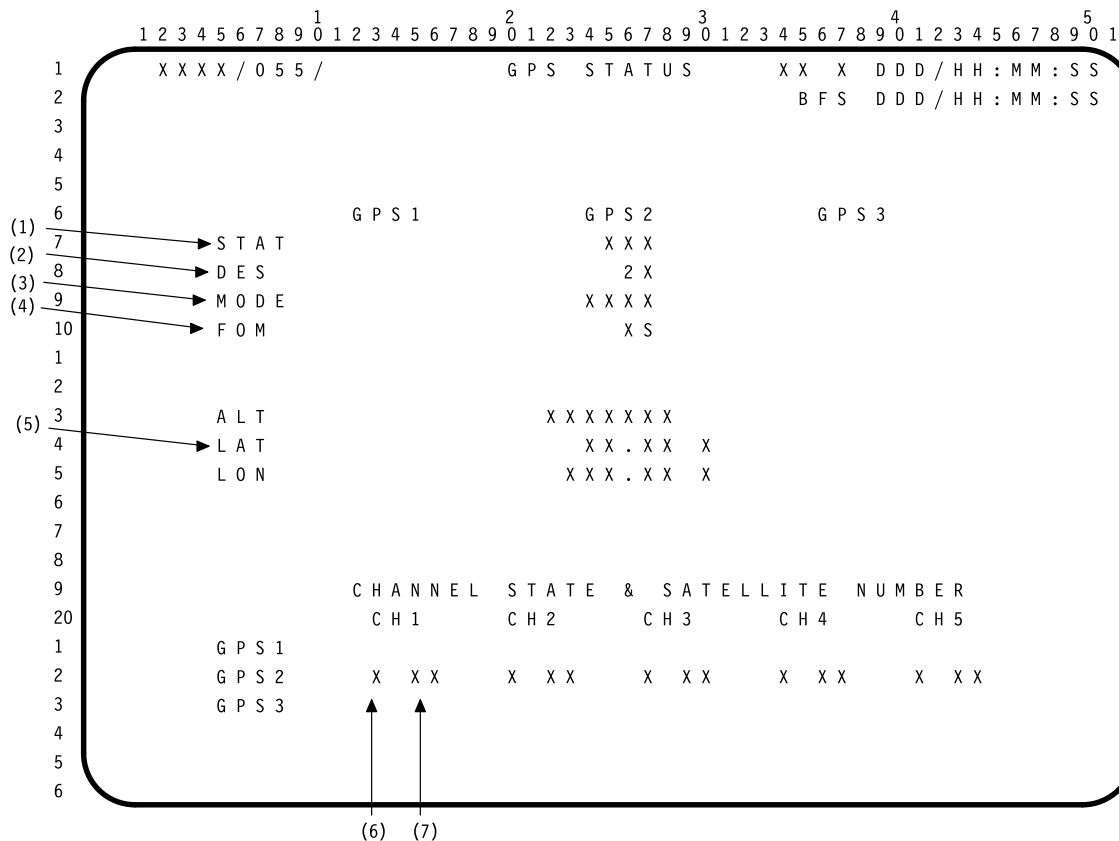 1 2 3 4 5
1 2 3 4 5 6 7 8 9 0 1 2 3 4 5 6 7 8 9 0 1 2 3 4 5 6 7 8 9 0 1 2 3 4 5 6 7 8 9 0 1 2 3 4 5 6 7 8 9 0 1
1 XXXX/055/ GPS STATUS XX X DDD/HH:MM:SS
2 BFS DDD/HH:MM:SS
3
4
5
6 GPS1 GPS2 GPS3
(1) 7 STAT XXX
(2) 8 DES 2X
(3) 9 MODE XXXX
(4) 10 FOM XS
1
2
3 ALT XXXXXXX
(5) 4 LAT XX.XX X
5 LON XXX.XX X
6
7
8
9 CHANNEL STATE & SATELLITE NUMBER
20 CH1 CH2 CH3 CH4 CH5
1 GPS1
2 GPS2 X XX X XX X XX X XX X XX
3 GPS3
4
5
6
(6) (7)